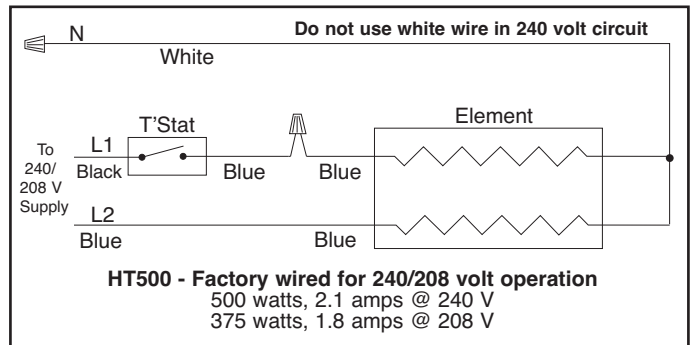 N
Do not use white wire in 240 volt circuit
White
T'Stat
Element
To
240/
208 V
Supply
L1
Black
Blue
Blue
L2
Blue
Blue
HT500 - Factory wired for 240/208 volt operation
500 watts, 2.1 amps @ 240 V
375 watts, 1.8 amps @ 208 V